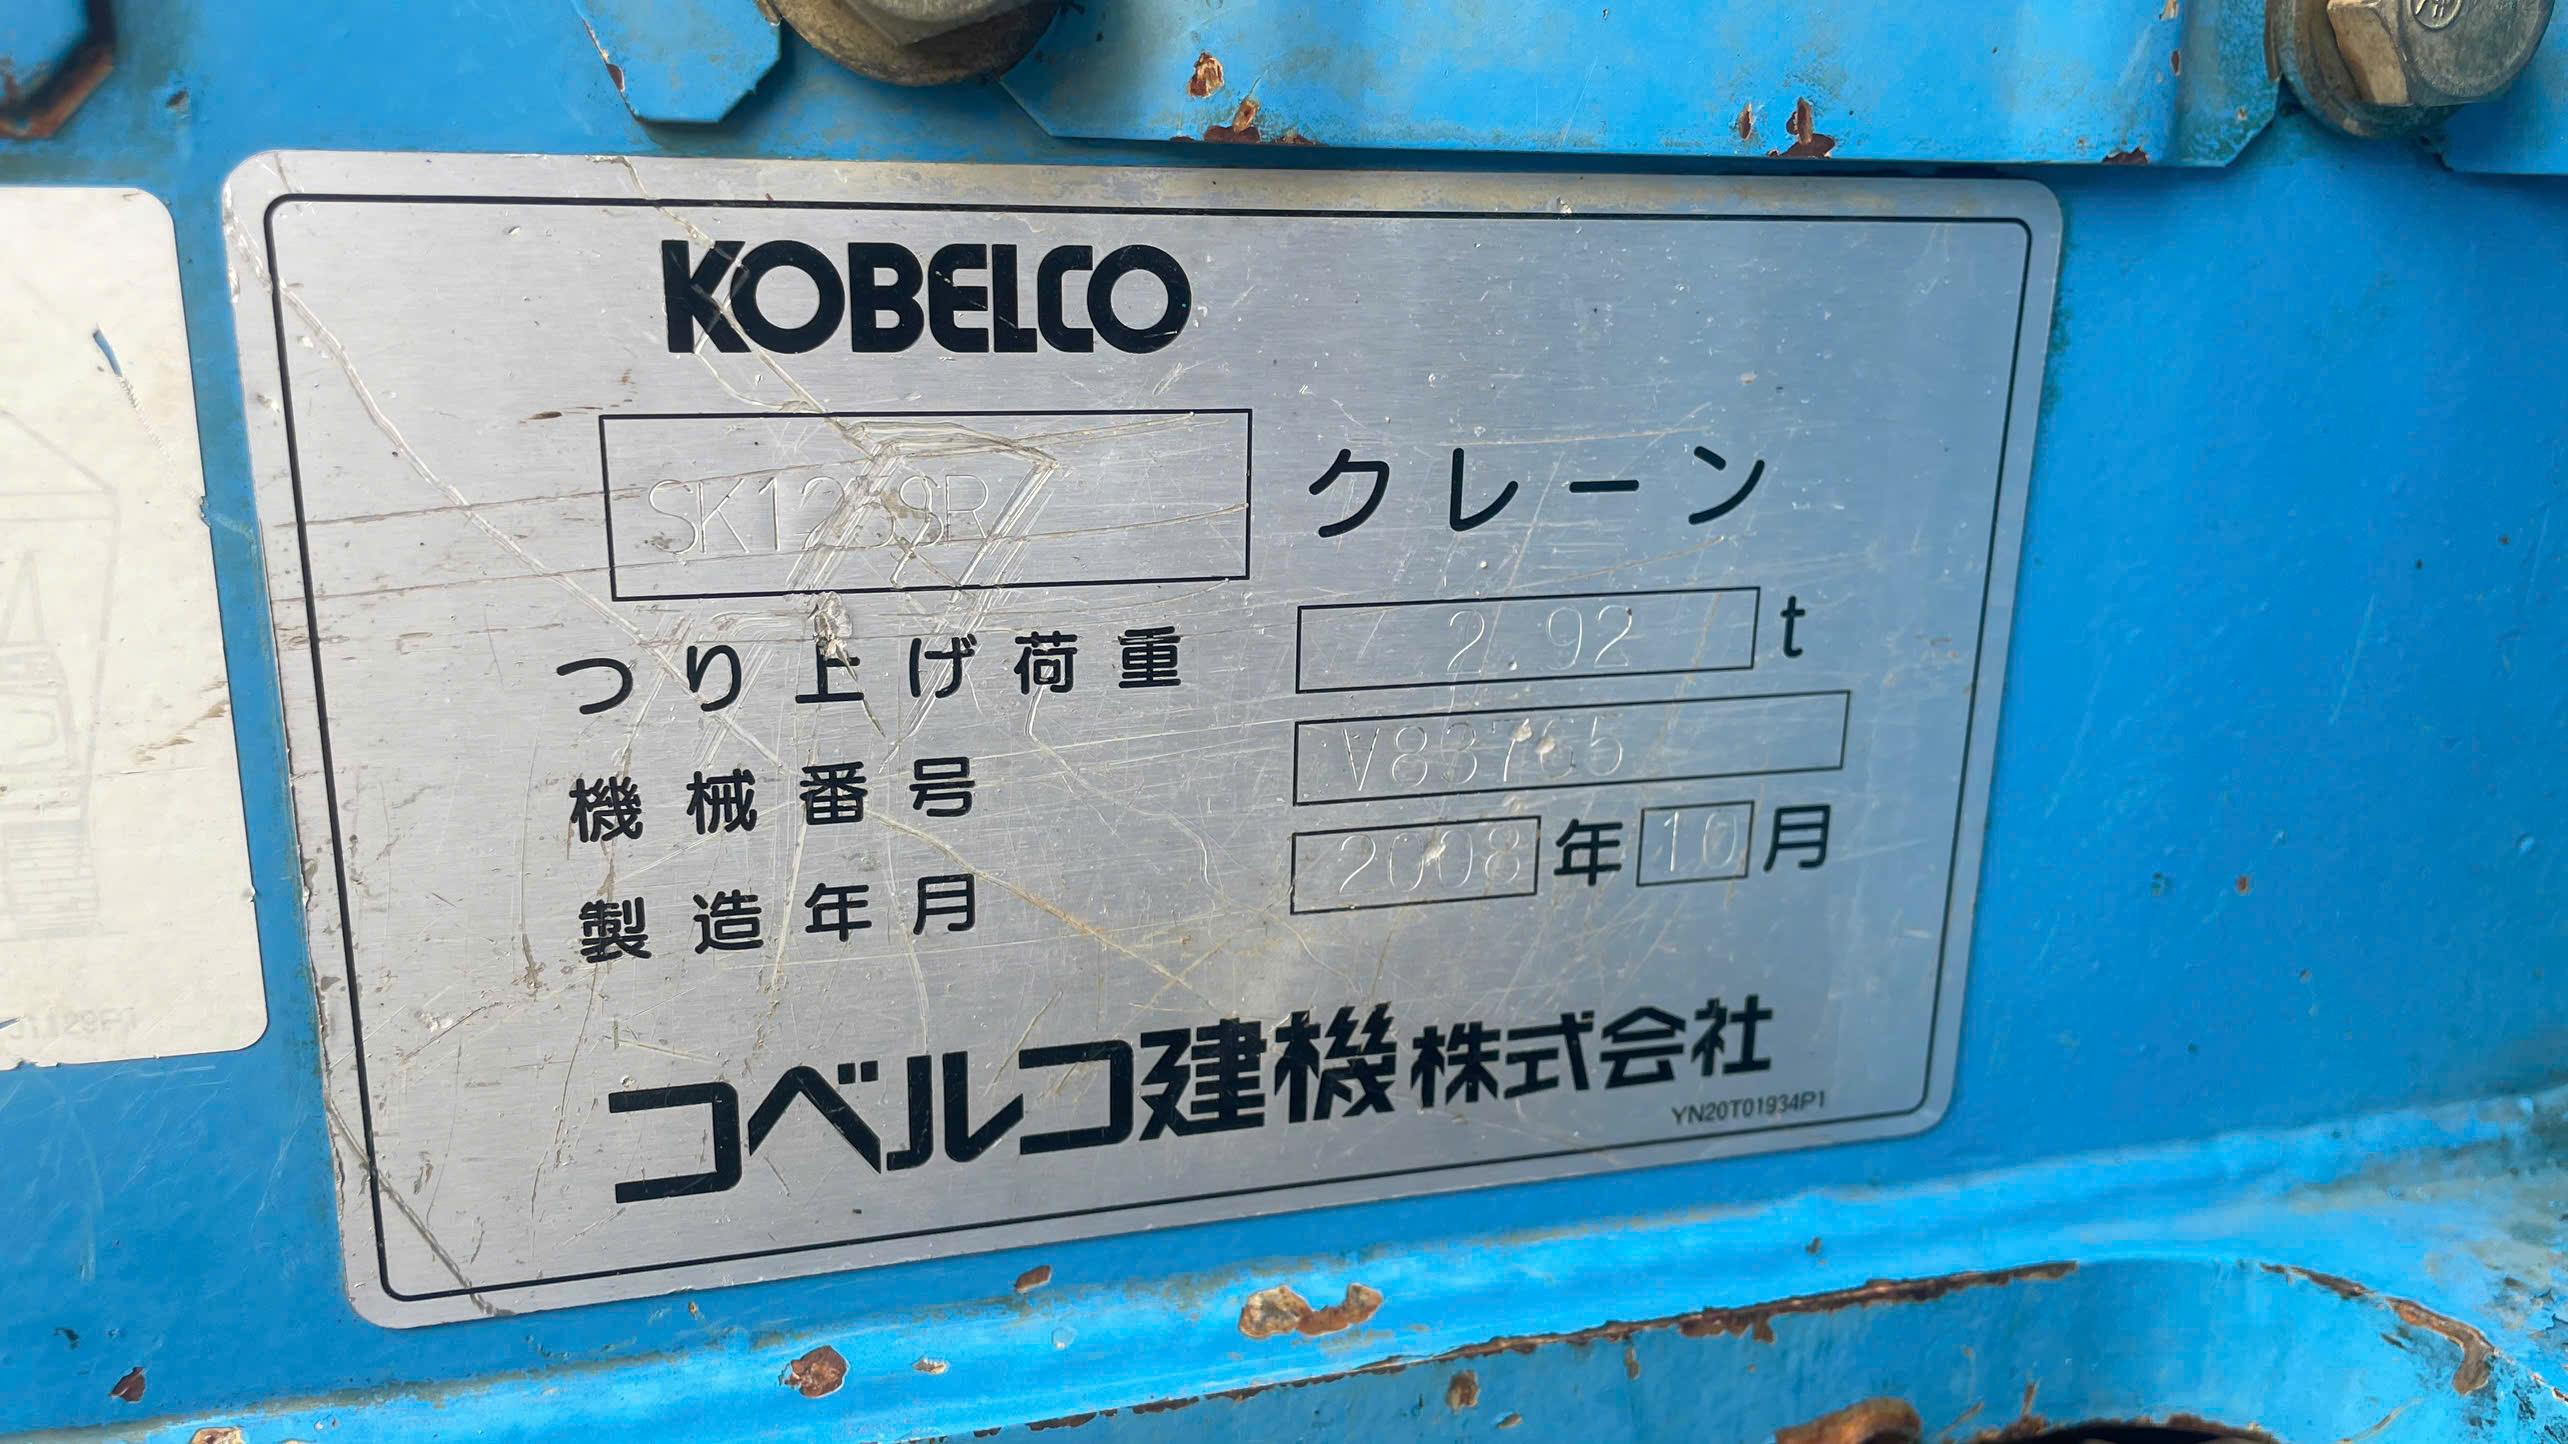 KOBELCO
SK125SR クレーン
つり上げ荷重 2.92 t
機械番号 V83765
製造年月 2008 年 10 月
コベルコ建機株式会社
YN20T01934P1